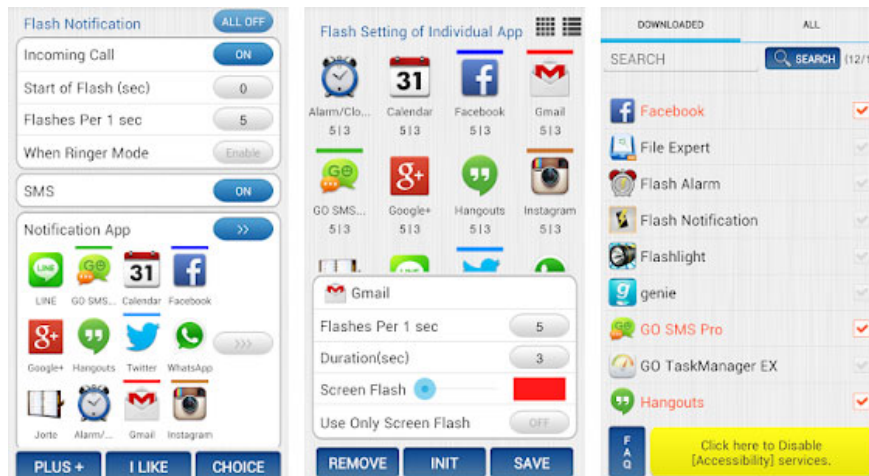 Flash Notification ALL OFF
Incoming Call ON
Start of Flash (sec) 0
Flashes Per 1 sec 5
When Ringer Mode Enable
SMS ON
Notification App >>
LINE GO SMS... Calendar Facebook
31
Google+ Hangouts Twitter WhatsApp
>>>
Jorte Alarm/... Gmail Instagram
PLUS + I LIKE CHOICE
Flash Setting of Individual App
31
Alarm/Clo... Calendar Facebook Gmail
5|3 5|3 5|3 5|3
GO SMS... Google+ Hangouts Instagram
5|3 5|3 5|3 5|3
Gmail
Flashes Per 1 sec 5
Duration(sec) 3
Screen Flash
Use Only Screen Flash OFF
REMOVE INIT SAVE
DOWNLOADED ALL
SEARCH SEARCH (12/1
Facebook
File Expert
Flash Alarm
Flash Notification
Flashlight
genie
GO SMS Pro
GO TaskManager EX
Hangouts
FAQ
Click here to Disable
[Accessibility] services.